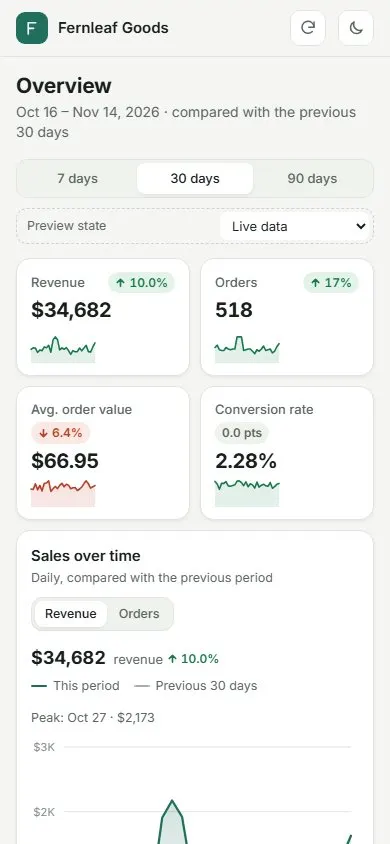 F Fernleaf Goods
Overview
Oct 16 – Nov 14, 2026 · compared with the previous
30 days
7 days 30 days 90 days
Preview state Live data
Revenue ↑ 10.0%
$34,682
Orders ↑ 17%
518
Avg. order value
↓ 6.4%
$66.95
Conversion rate
0.0 pts
2.28%
Sales over time
Daily, compared with the previous period
Revenue Orders
$34,682 revenue ↑ 10.0%
This period Previous 30 days
Peak: Oct 27 · $2,173
$3K
$2K